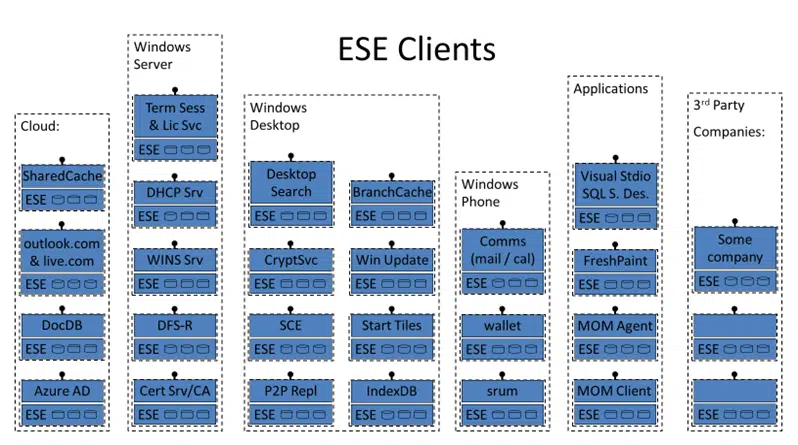 ESE Clients
Cloud:
SharedCache
ESE
outlook.com
& live.com
ESE
DocDB
ESE
Azure AD
ESE
Windows
Server
Term Sess
& Lic Svc
ESE
DHCP Srv
ESE
WINS Srv
ESE
DFS-R
ESE
Cert Srv/CA
ESE
Windows
Desktop
Desktop
Search
ESE
CryptSvc
ESE
SCE
ESE
P2P Repl
ESE
BranchCache
ESE
Win Update
ESE
Start Tiles
ESE
IndexDB
ESE
Windows
Phone
Comms
(mail / cal)
ESE
wallet
ESE
srum
ESE
Applications
Visual Stdio
SQL S. Des.
ESE
FreshPaint
ESE
MOM Agent
ESE
MOM Client
ESE
3rd Party
Companies:
Some
company
ESE
ESE
ESE